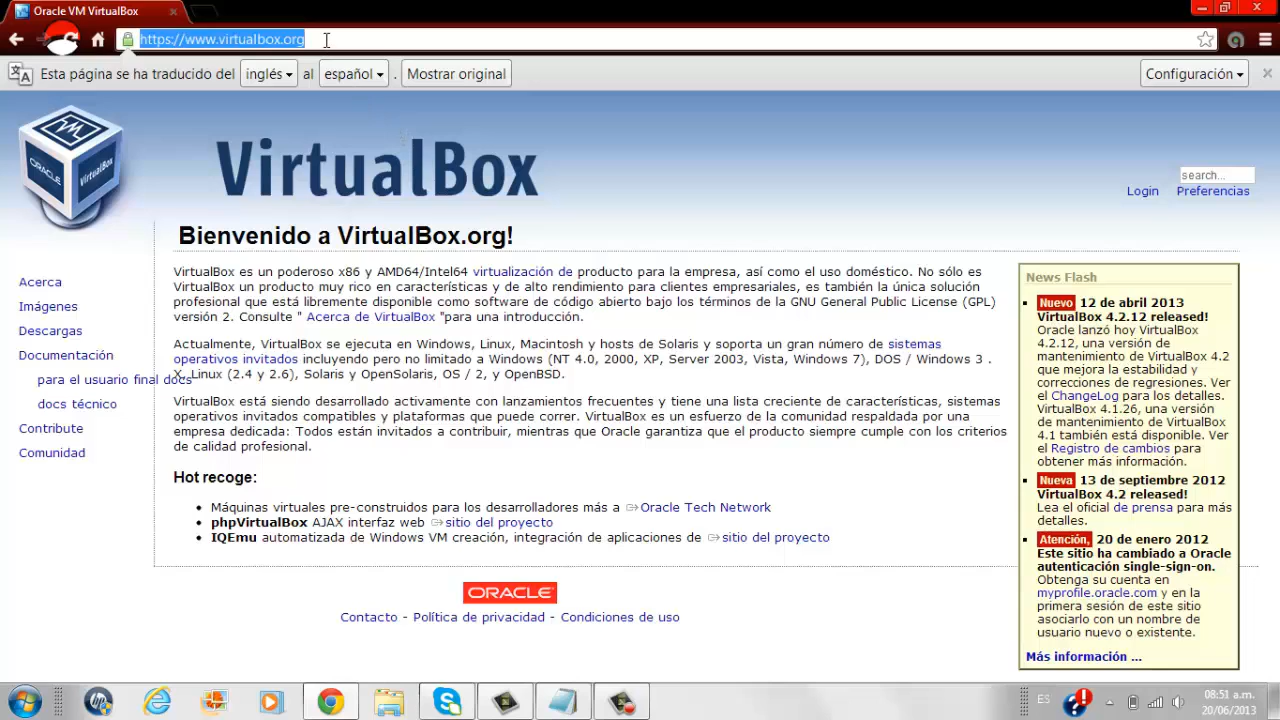 Oracle VM VirtualBox
https://www.virtualbox.org
Esta página se ha traducido del inglés al español . Mostrar original Configuración
ORACLE
VirtualBox
VirtualBox
search...
Login Preferencias
Bienvenido a VirtualBox.org!
Acerca
Imágenes
Descargas
Documentación
para el usuario final docs
docs técnico
Contribute
Comunidad
VirtualBox es un poderoso x86 y AMD64/Intel64 virtualización de producto para la empresa, así como el uso doméstico. No sólo es
VirtualBox un producto muy rico en características y de alto rendimiento para clientes empresariales, es también la única solución
profesional que está libremente disponible como software de código abierto bajo los términos de la GNU General Public License (GPL)
versión 2. Consulte " Acerca de VirtualBox "para una introducción.
Actualmente, VirtualBox se ejecuta en Windows, Linux, Macintosh y hosts de Solaris y soporta un gran número de sistemas
operativos invitados incluyendo pero no limitado a Windows (NT 4.0, 2000, XP, Server 2003, Vista, Windows 7), DOS / Windows 3 .
X, Linux (2.4 y 2.6), Solaris y OpenSolaris, OS / 2, y OpenBSD.
VirtualBox está siendo desarrollado activamente con lanzamientos frecuentes y tiene una lista creciente de características, sistemas
operativos invitados compatibles y plataformas que puede correr. VirtualBox es un esfuerzo de la comunidad respaldada por una
empresa dedicada: Todos están invitados a contribuir, mientras que Oracle garantiza que el producto siempre cumple con los criterios
de calidad profesional.
Hot recoge:
Máquinas virtuales pre-construidos para los desarrolladores más a Oracle Tech Network
phpVirtualBox AJAX interfaz web sitio del proyecto
IQEmu automatizada de Windows VM creación, integración de aplicaciones de sitio del proyecto
News Flash
Nuevo 12 de abril 2013
VirtualBox 4.2.12 released!
Oracle lanzó hoy VirtualBox
4.2.12, una versión de
mantenimiento de VirtualBox 4.2
que mejora la estabilidad y
correcciones de regresiones. Ver
el ChangeLog para los detalles.
VirtualBox 4.1.26, una versión
de mantenimiento de VirtualBox
4.1 también está disponible. Ver
el Registro de cambios para
obtener más información.
Nueva 13 de septiembre 2012
VirtualBox 4.2 released!
Lea el oficial de prensa para más
detalles.
Atención, 20 de enero 2012
Este sitio ha cambiado a Oracle
autenticación single-sign-on.
Obtenga su cuenta en
myprofile.oracle.com y en la
primera sesión de este sitio
asociarlo con un nombre de
usuario nuevo o existente.
Más información ...
ORACLE
Contacto - Política de privacidad - Condiciones de uso
ES
08:51 a.m.
20/06/2013